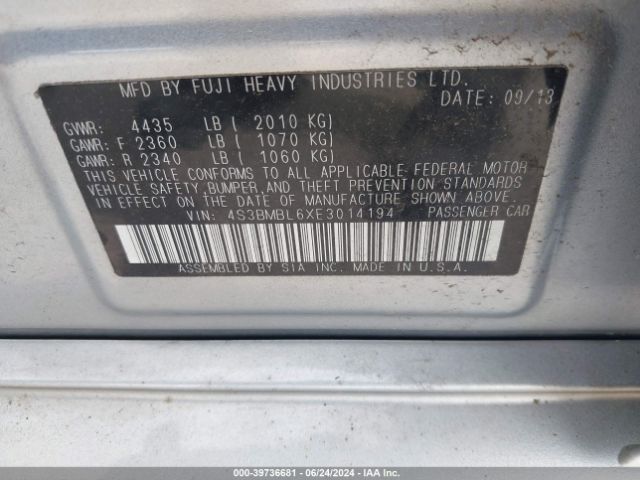 MFD BY FUJI HEAVY INDUSTRIES LTD.
DATE: 09/13
GVWR: 4435 LB ( 2010 KG)
GAWR: F 2360 LB ( 1070 KG)
GAWR: R 2340 LB ( 1060 KG)
THIS VEHICLE CONFORMS TO ALL APPLICABLE FEDERAL MOTOR
VEHICLE SAFETY, BUMPER, AND THEFT PREVENTION STANDARDS
IN EFFECT ON THE DATE OF MANUFACTURE SHOWN ABOVE.
VIN: 4S3BMBL6XE3014194 PASSENGER CAR
ASSEMBLED BY SIA INC. MADE IN U.S.A.
000-39736681 - 06/24/2024 - IAA Inc.